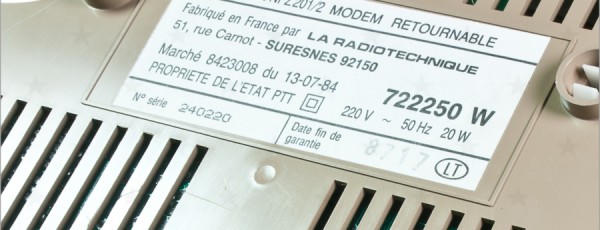 MODEM RETOURNABLE
Fabriqué en France par LA RADIOTECHNIQUE
51, rue Carnot - SURESNES 92150
Marché 8423008 du 13-07-84
PROPRIETE DE L'ETAT PTT
722250 W
220 V ~ 50 Hz 20 W
N° série 240220
Date fin de
garantie
8717
LT